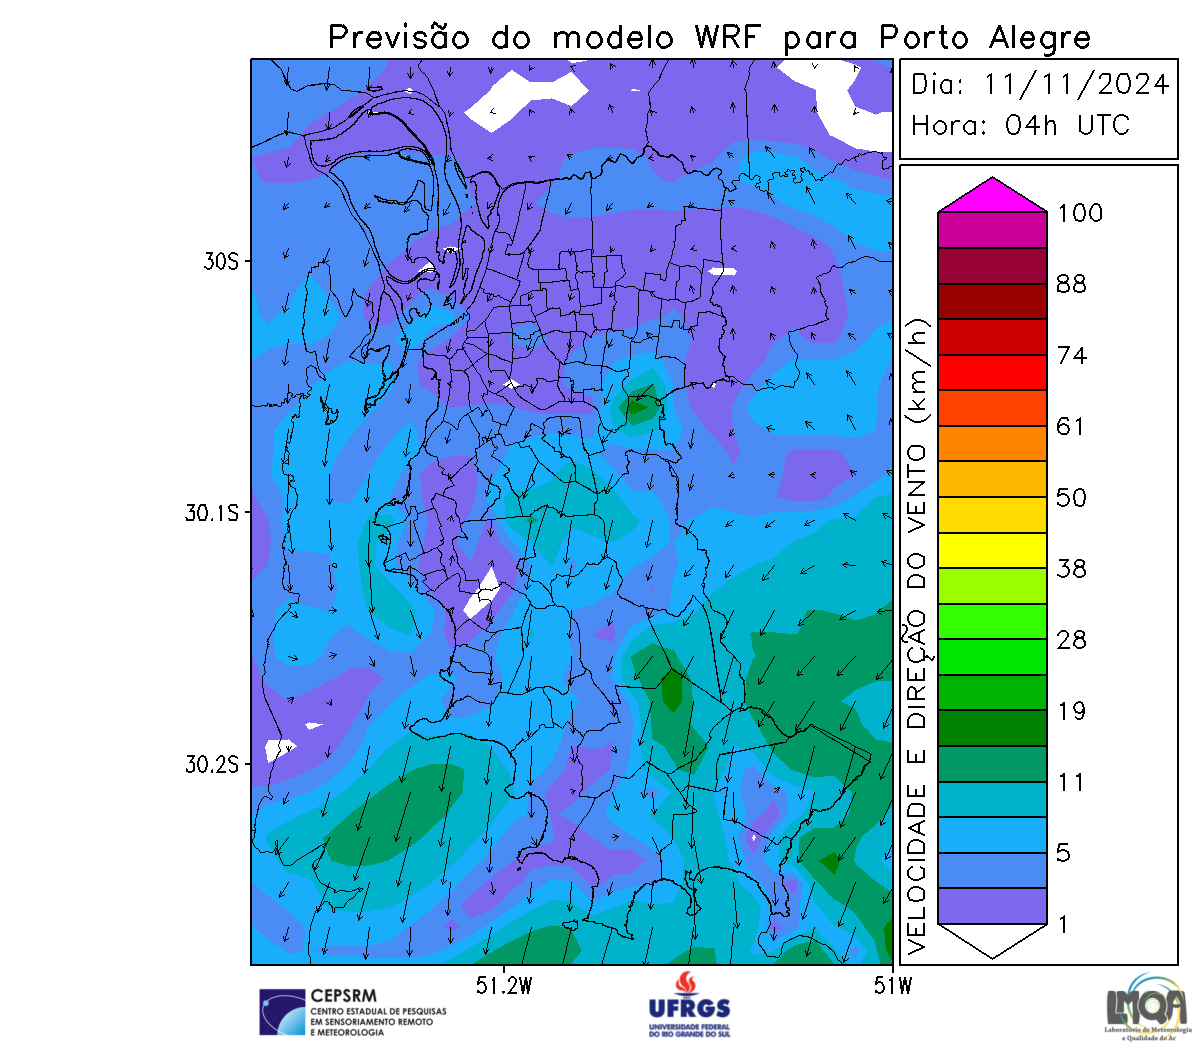 Previsão do modelo WRF para Porto Alegre
Dia: 11/11/2024
Hora: 04h UTC
30S
30.1S
30.2S
51.2W
51W
VELOCIDADE E DIREÇÃO DO VENTO (km/h)
100
88
74
61
50
38
28
19
11
5
1
CEPSRM
CENTRO ESTADUAL DE PESQUISAS
EM SENSORIAMENTO REMOTO
E METEOROLOGIA
UFRGS
UNIVERSIDADE FEDERAL
DO RIO GRANDE DO SUL
LMQA
Laboratório de Meteorologia
e Qualidade do Ar